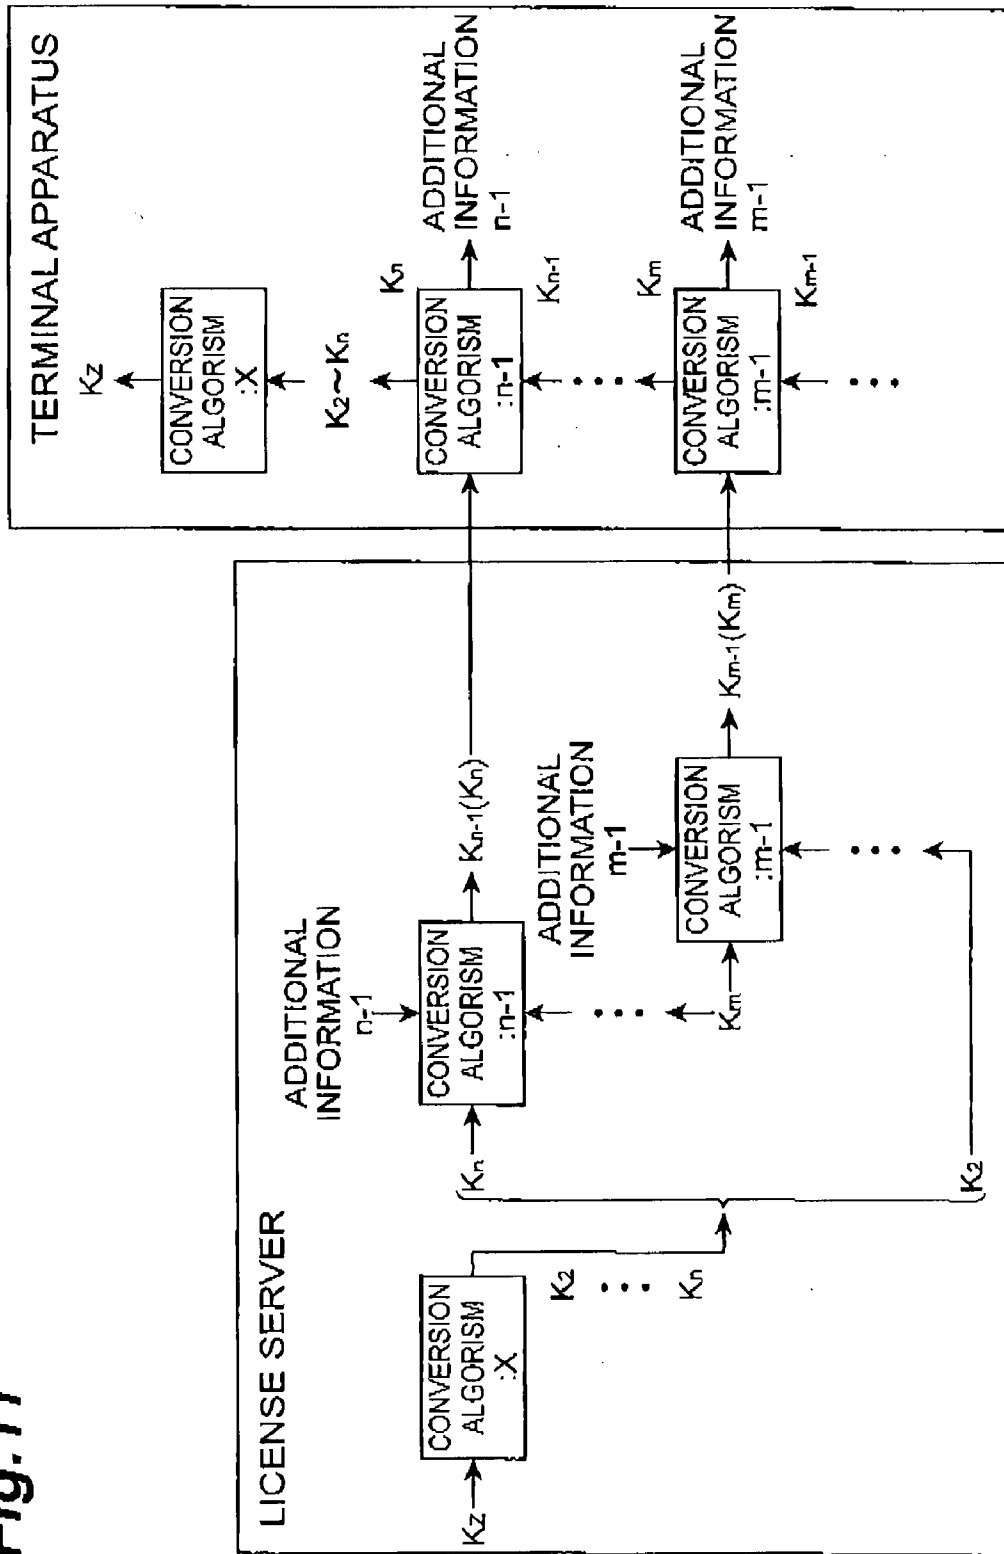 Fig. 11
LICENSE SERVER
Kz
CONVERSION
ALGORISM
:X
K2
Kn
Kn
K2
ADDITIONAL
INFORMATION
n-1
CONVERSION
ALGORISM
:n-1
Kn-1(Kn)
Km
ADDITIONAL
INFORMATION
m-1
CONVERSION
ALGORISM
:m-1
Km-1(Km)
TERMINAL APPARATUS
Kz
CONVERSION
ALGORISM
:X
K2~Kn
CONVERSION
ALGORISM
:n-1
Kn
Kn-1
ADDITIONAL
INFORMATION
n-1
CONVERSION
ALGORISM
:m-1
Km
Km-1
ADDITIONAL
INFORMATION
m-1